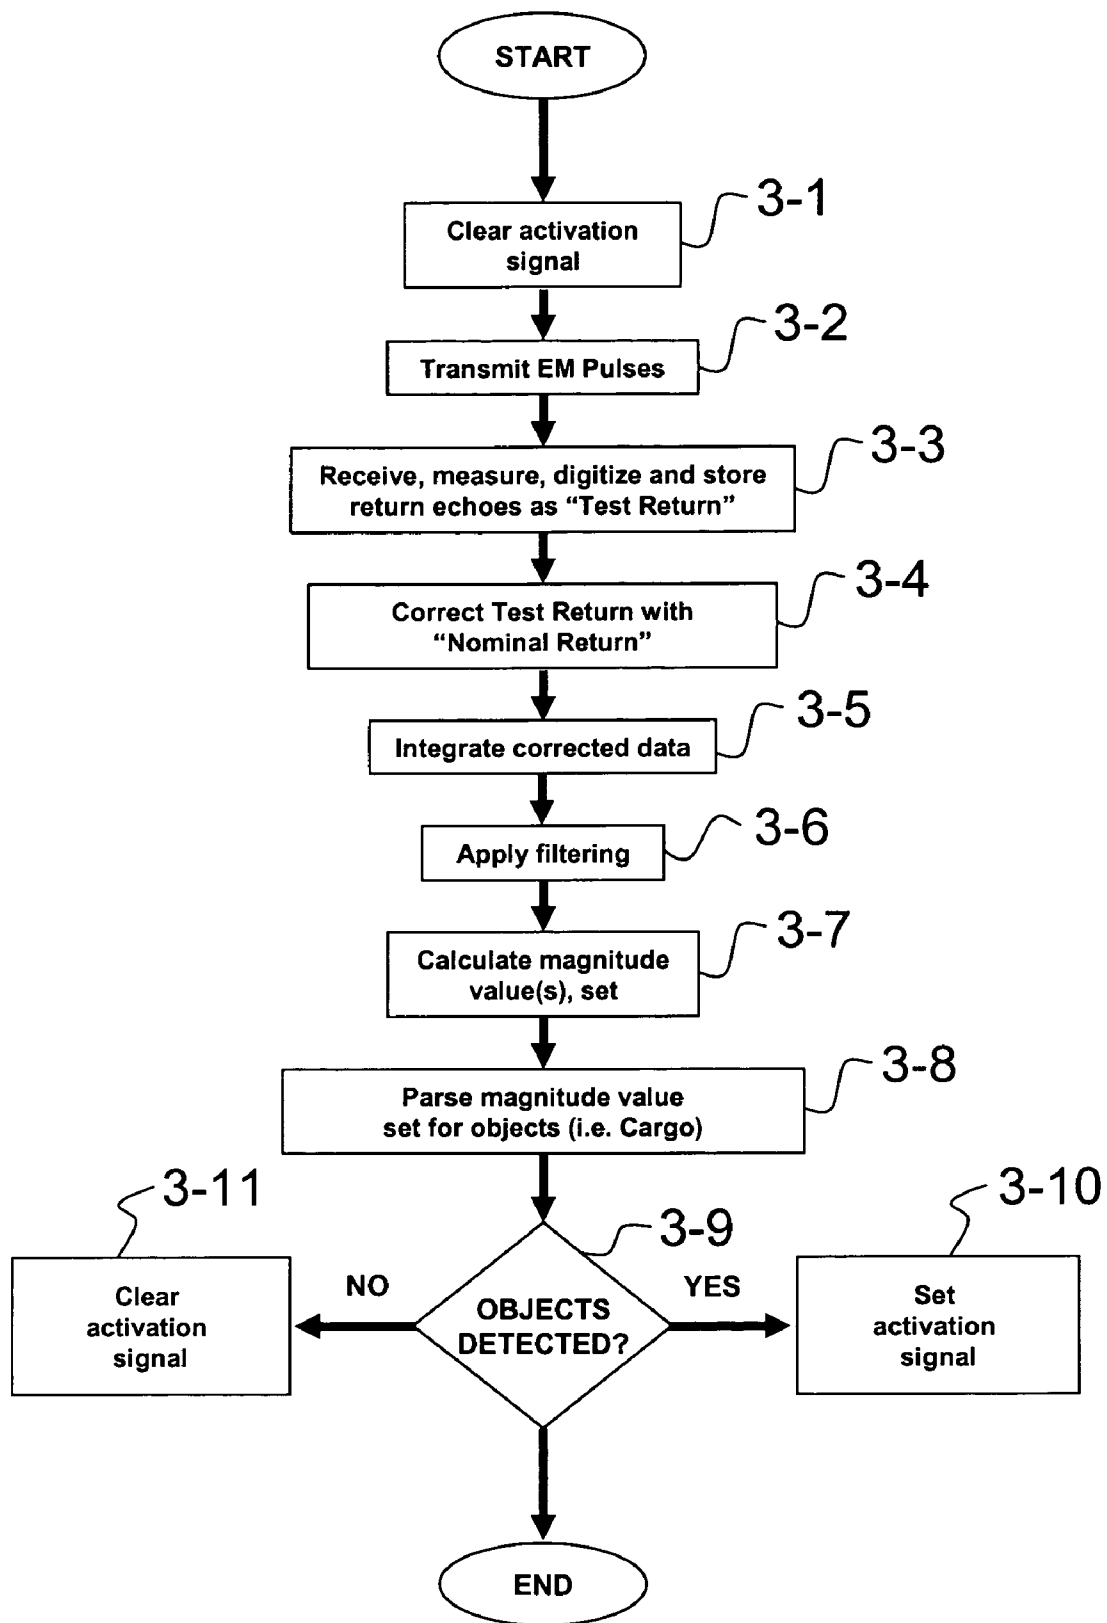 START
3-1
Clear activation
signal
3-2
Transmit EM Pulses
3-3
Receive, measure, digitize and store
return echoes as “Test Return”
3-4
Correct Test Return with
“Nominal Return”
3-5
Integrate corrected data
3-6
Apply filtering
3-7
Calculate magnitude
value(s), set
3-8
Parse magnitude value
set for objects (i.e. Cargo)
3-11
3-10
3-9
NO
YES
Clear
activation
signal
OBJECTS
DETECTED?
Set
activation
signal
END